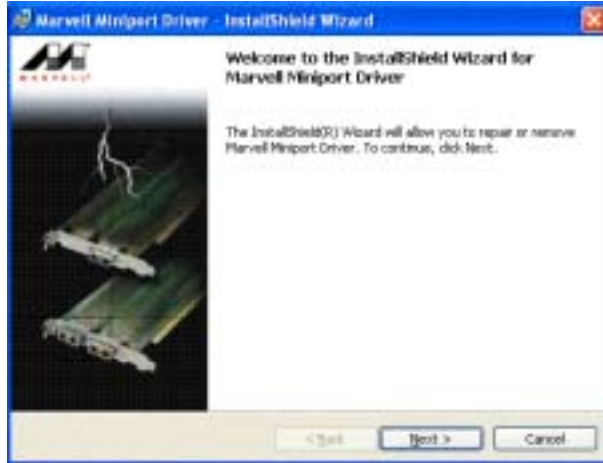 Marvell Miniport Driver - InstallShield Wizard
MARVELL
Welcome to the InstallShield Wizard for
Marvell Miniport Driver
The InstallShield(R) Wizard will allow you to repair or remove
Marvell Miniport Driver. To continue, click Next.
< Back
Next >
Cancel